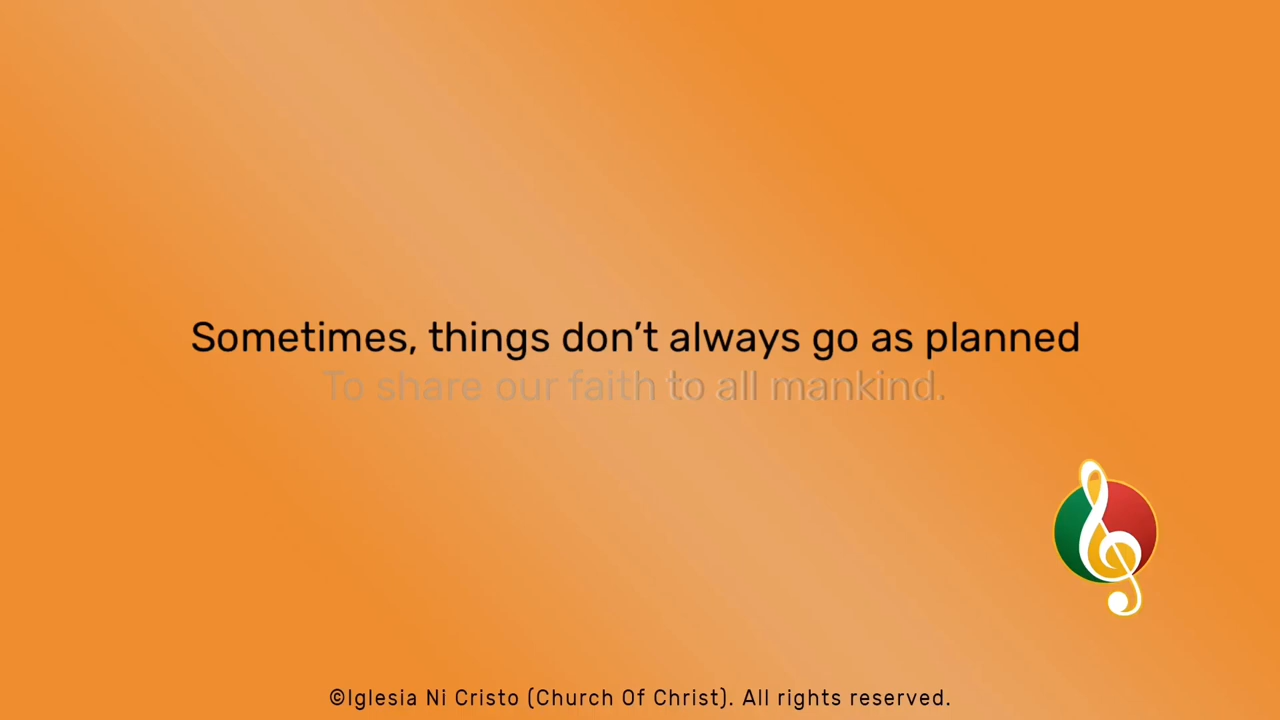 Sometimes, things don’t always go as planned
To share our faith to all mankind.
©Iglesia Ni Cristo (Church Of Christ). All rights reserved.